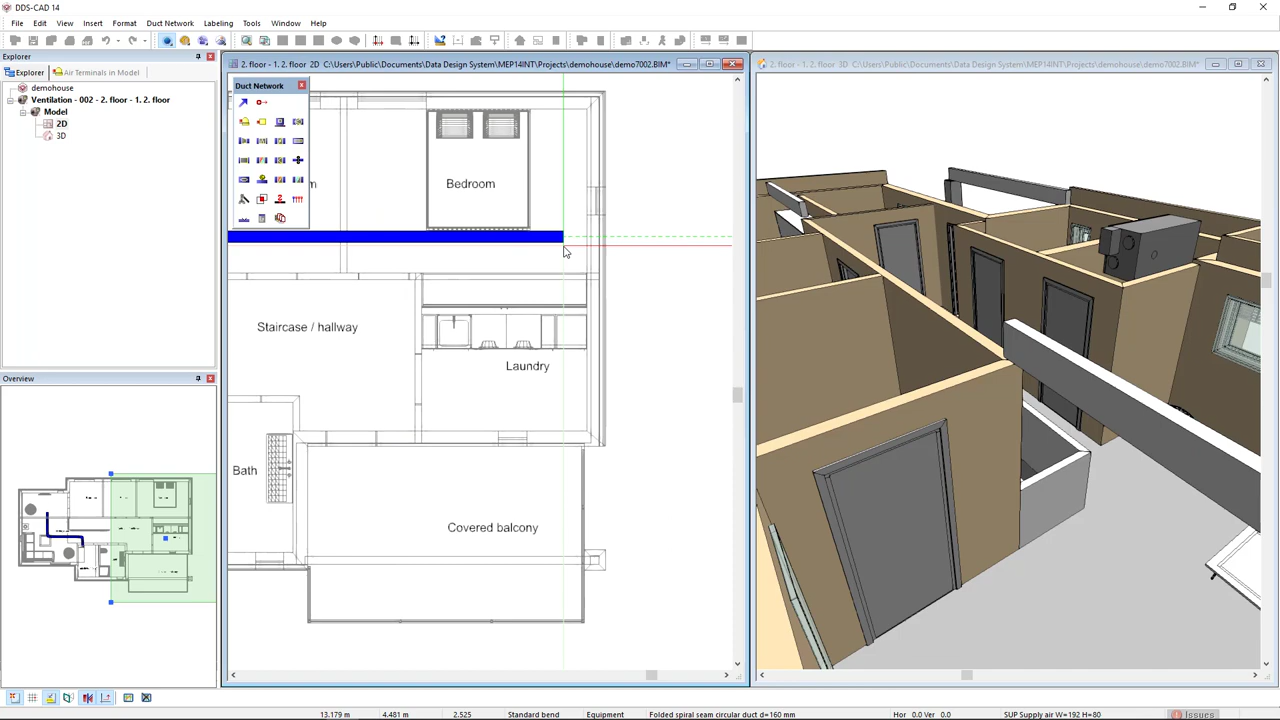 DDS-CAD 14
File Edit View Insert Format Duct Network Labeling Tools Window Help
Explorer
Explorer Air Terminals in Model
demohouse
Ventilation - 002 - 2. floor - 1. 2. floor
Model
2D
3D
Overview
2. floor - 1. 2. floor 2D C:\Users\Public\Documents\Data Design System\MEP14INT\Projects\demohouse\demo7002.BIM*
Duct Network
Bedroom
Staircase / hallway
Laundry
Bath
Covered balcony
2. floor - 1. 2. floor 3D C:\Users\Public\Documents\Data Design System\MEP14INT\Projects\demohouse\demo7002.BIM*
13.179 m 4.481 m 2.525 Standard bend Equipment Folded spiral seam circular duct d=160 mm Hor 0.0 Ver 0.0 SUP Supply air W=192 H=80 Issues